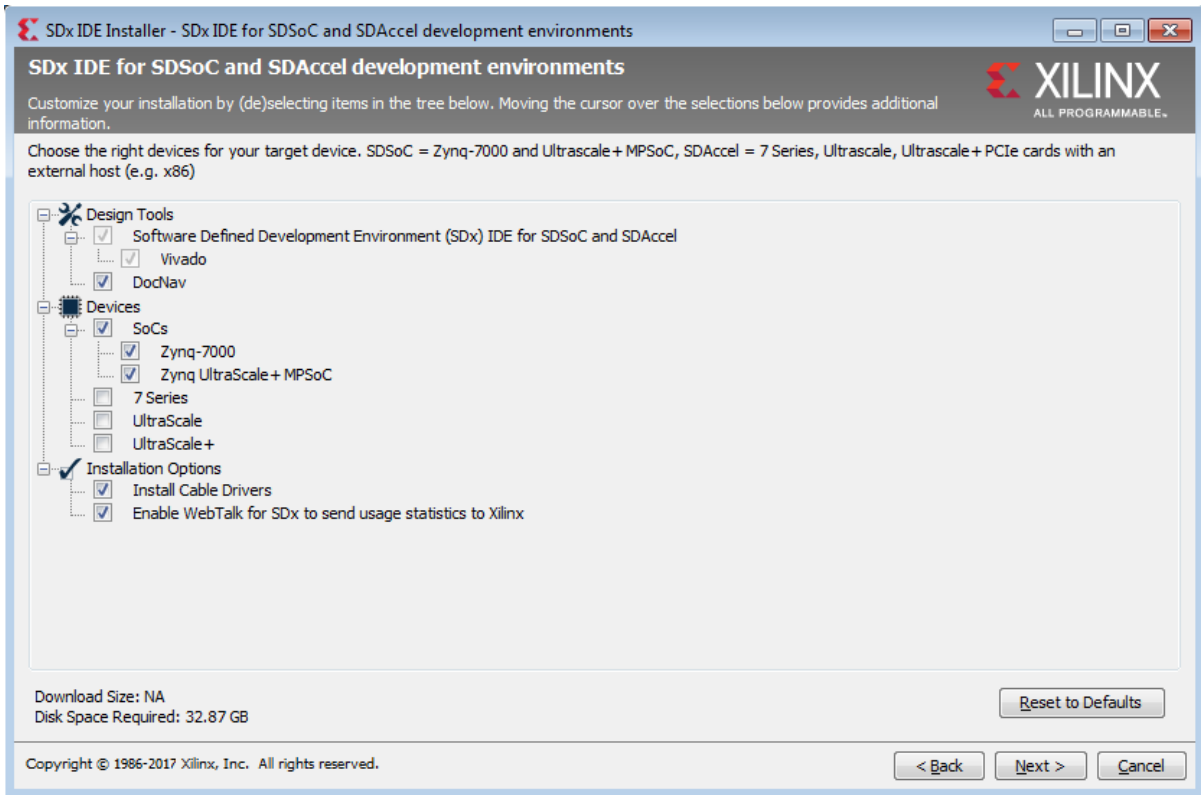 SDx IDE Installer - SDx IDE for SDSoC and SDAccel development environments
SDx IDE for SDSoC and SDAccel development environments
Customize your installation by (de)selecting items in the tree below. Moving the cursor over the selections below provides additional
information.
XILINX
ALL PROGRAMMABLE™
Choose the right devices for your target device. SDSoC = Zynq-7000 and Ultrascale+ MPSoC, SDAccel = 7 Series, Ultrascale, Ultrascale+ PCIe cards with an
external host (e.g. x86)
Design Tools
Software Defined Development Environment (SDx) IDE for SDSoC and SDAccel
Vivado
DocNav
Devices
SoCs
Zynq-7000
Zynq UltraScale+ MPSoC
7 Series
UltraScale
UltraScale+
Installation Options
Install Cable Drivers
Enable WebTalk for SDx to send usage statistics to Xilinx
Download Size: NA
Disk Space Required: 32.87 GB
Reset to Defaults
Copyright © 1986-2017 Xilinx, Inc. All rights reserved.
< Back
Next >
Cancel